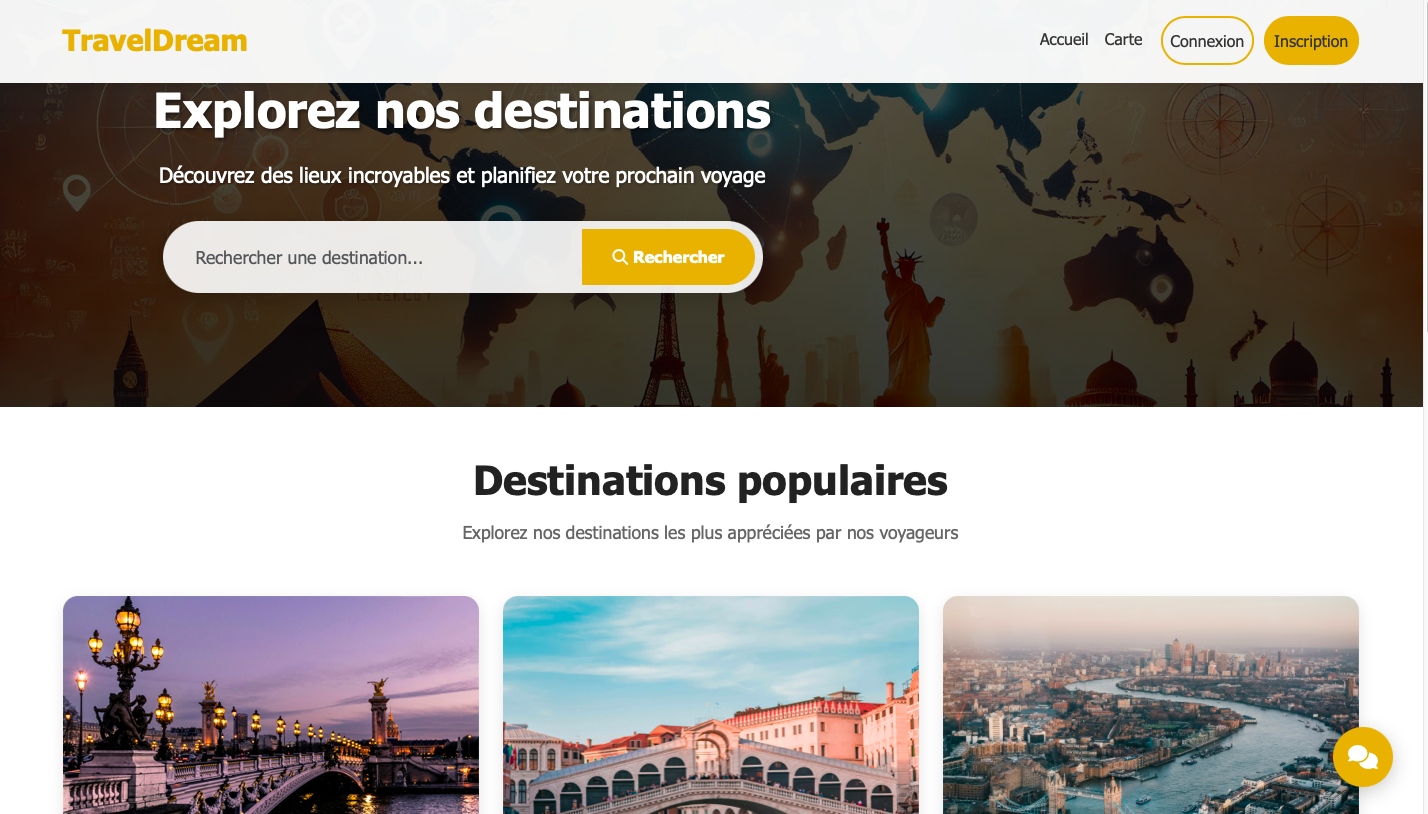 TravelDream
Accueil
Carte
Connexion
Inscription
Explorez nos destinations
Découvrez des lieux incroyables et planifiez votre prochain voyage
Rechercher une destination...
Rechercher
Destinations populaires
Explorez nos destinations les plus appréciées par nos voyageurs